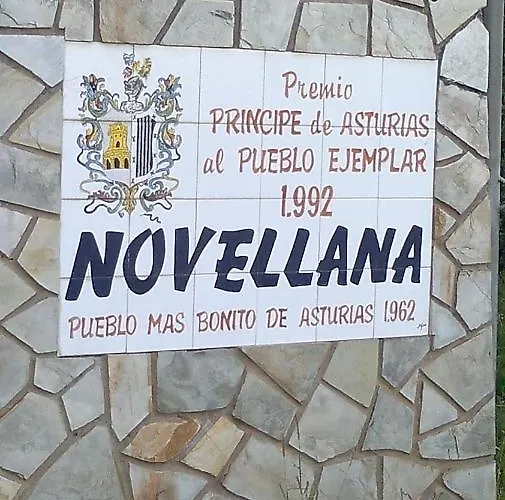 Premio
PRINCIPE de ASTURIAS
al PUEBLO EJEMPLAR
1.992
NOVELLANA
PUEBLO MAS BONITO DE ASTURIAS 1.962